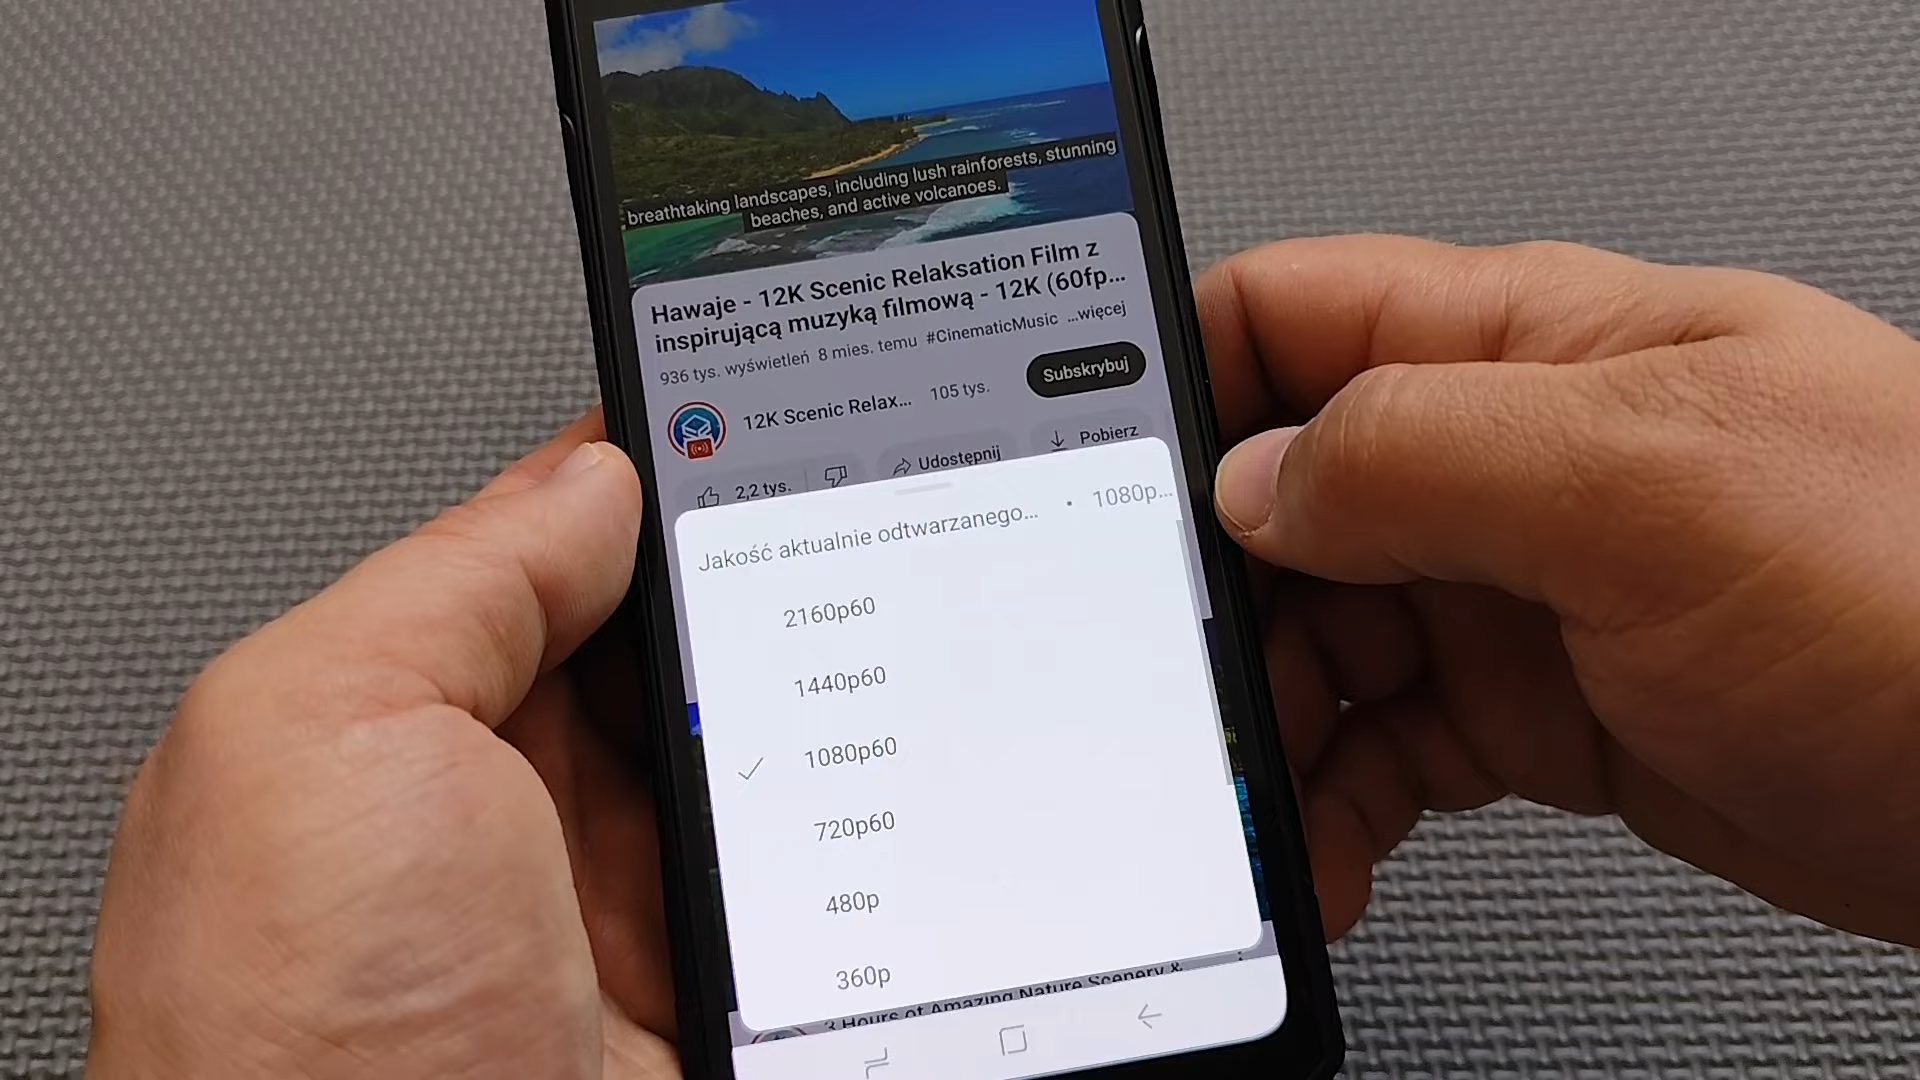 breathtaking landscapes, including lush rainforests, stunning
beaches, and active volcanoes.
Hawaje - 12K Scenic Relaksation Film z
inspirującą muzyką filmową - 12K (60fp...
936 tys. wyświetleń 8 mies. temu #CinematicMusic ...więcej
12K Scenic Relax... 105 tys. Subskrybuj
2,2 tys. Udostępnij Pobierz
Jakość aktualnie odtwarzanego... • 1080p...
2160p60
1440p60
1080p60
720p60
480p
360p
3 Hours of Amazing Nature Scenery &